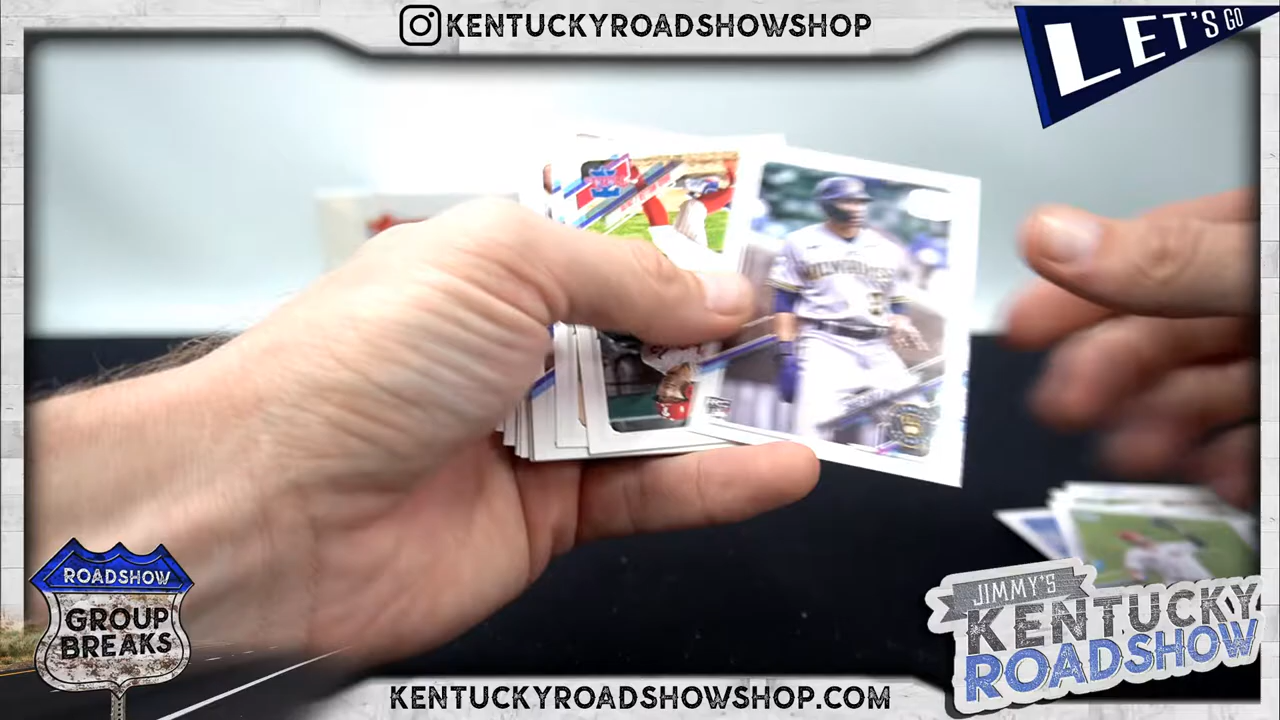 KENTUCKYROADSHOWSHOP
LET'S GO
ROADSHOW
GROUP
BREAKS
JIMMY'S
KENTUCKY
ROADSHOW
KENTUCKYROADSHOWSHOP.COM